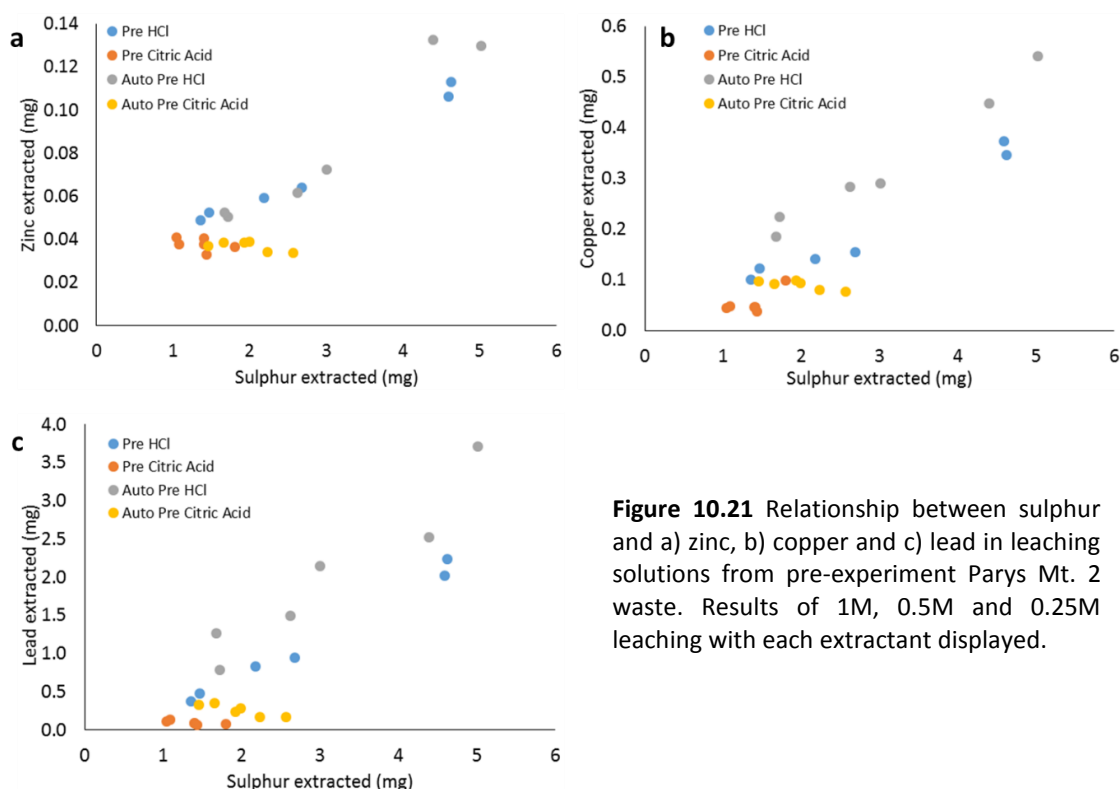 a
0.14
0.12
0.10
0.08
0.06
0.04
0.02
0.00
Zinc extracted (mg)
Pre HCl
Pre Citric Acid
Auto Pre HCl
Auto Pre Citric Acid
0 1 2 3 4 5 6
Sulphur extracted (mg)
b
0.6
0.5
0.4
0.3
0.2
0.1
0.0
Copper extracted (mg)
Pre HCl
Pre Citric Acid
Auto Pre HCl
Auto Pre Citric Acid
0 1 2 3 4 5 6
Sulphur extracted (mg)
c
4.0
3.5
3.0
2.5
2.0
1.5
1.0
0.5
0.0
Lead extracted (mg)
Pre HCl
Pre Citric Acid
Auto Pre HCl
Auto Pre Citric Acid
0 1 2 3 4 5 6
Sulphur extracted (mg)
Figure 10.21 Relationship between sulphur
and a) zinc, b) copper and c) lead in leaching
solutions from pre-experiment Parys Mt. 2
waste. Results of 1M, 0.5M and 0.25M
leaching with each extractant displayed.